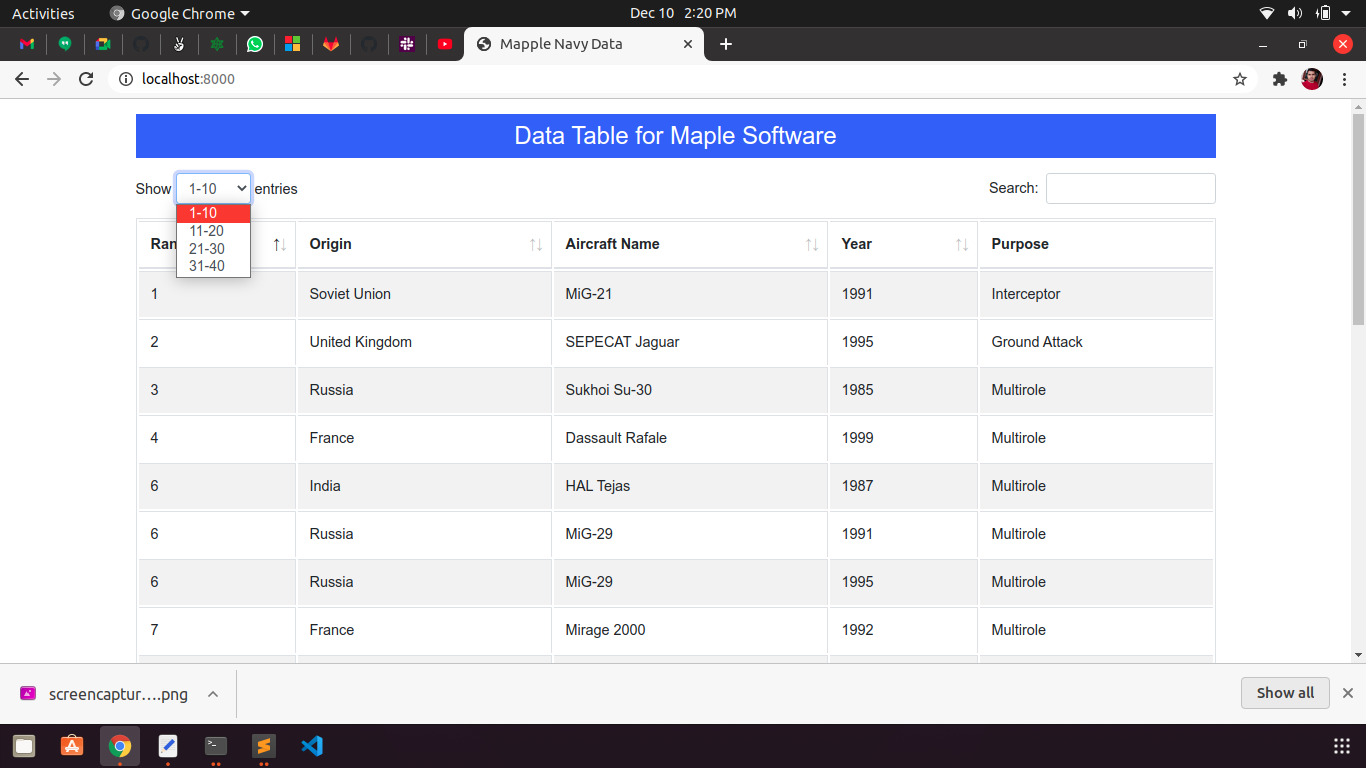 Activities Google Chrome Dec 10 2:20 PM
Mapple Navy Data
localhost:8000
Data Table for Maple Software
Show 1-10 entries Search:
1-10
11-20
21-30
31-40
Ran Origin Aircraft Name Year Purpose
1 Soviet Union MiG-21 1991 Interceptor
2 United Kingdom SEPECAT Jaguar 1995 Ground Attack
3 Russia Sukhoi Su-30 1985 Multirole
4 France Dassault Rafale 1999 Multirole
6 India HAL Tejas 1987 Multirole
6 Russia MiG-29 1991 Multirole
6 Russia MiG-29 1995 Multirole
7 France Mirage 2000 1992 Multirole
screencaptur....png Show all